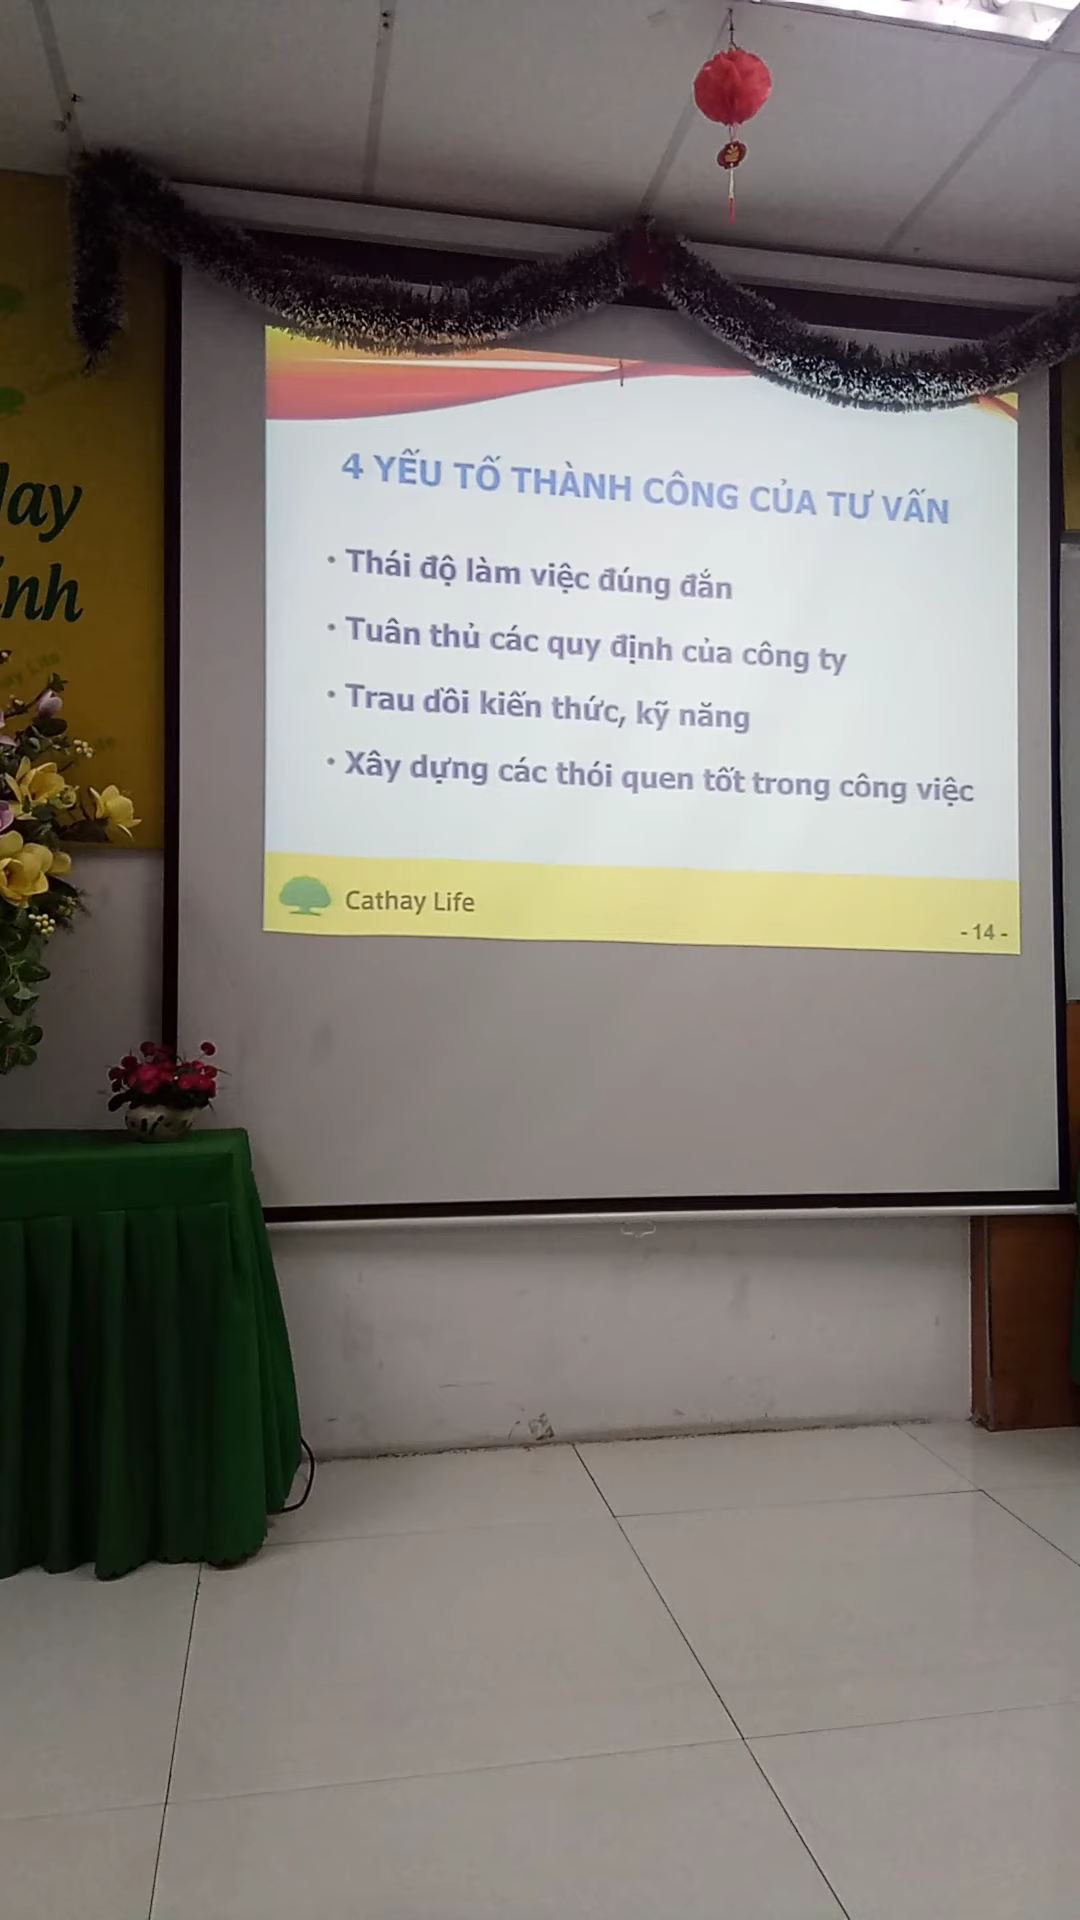 4 YẾU TỐ THÀNH CÔNG CỦA TƯ VẤN
• Thái độ làm việc đúng đắn
• Tuân thủ các quy định của công ty
• Trau dồi kiến thức, kỹ năng
• Xây dựng các thói quen tốt trong công việc
Cathay Life
- 14 -